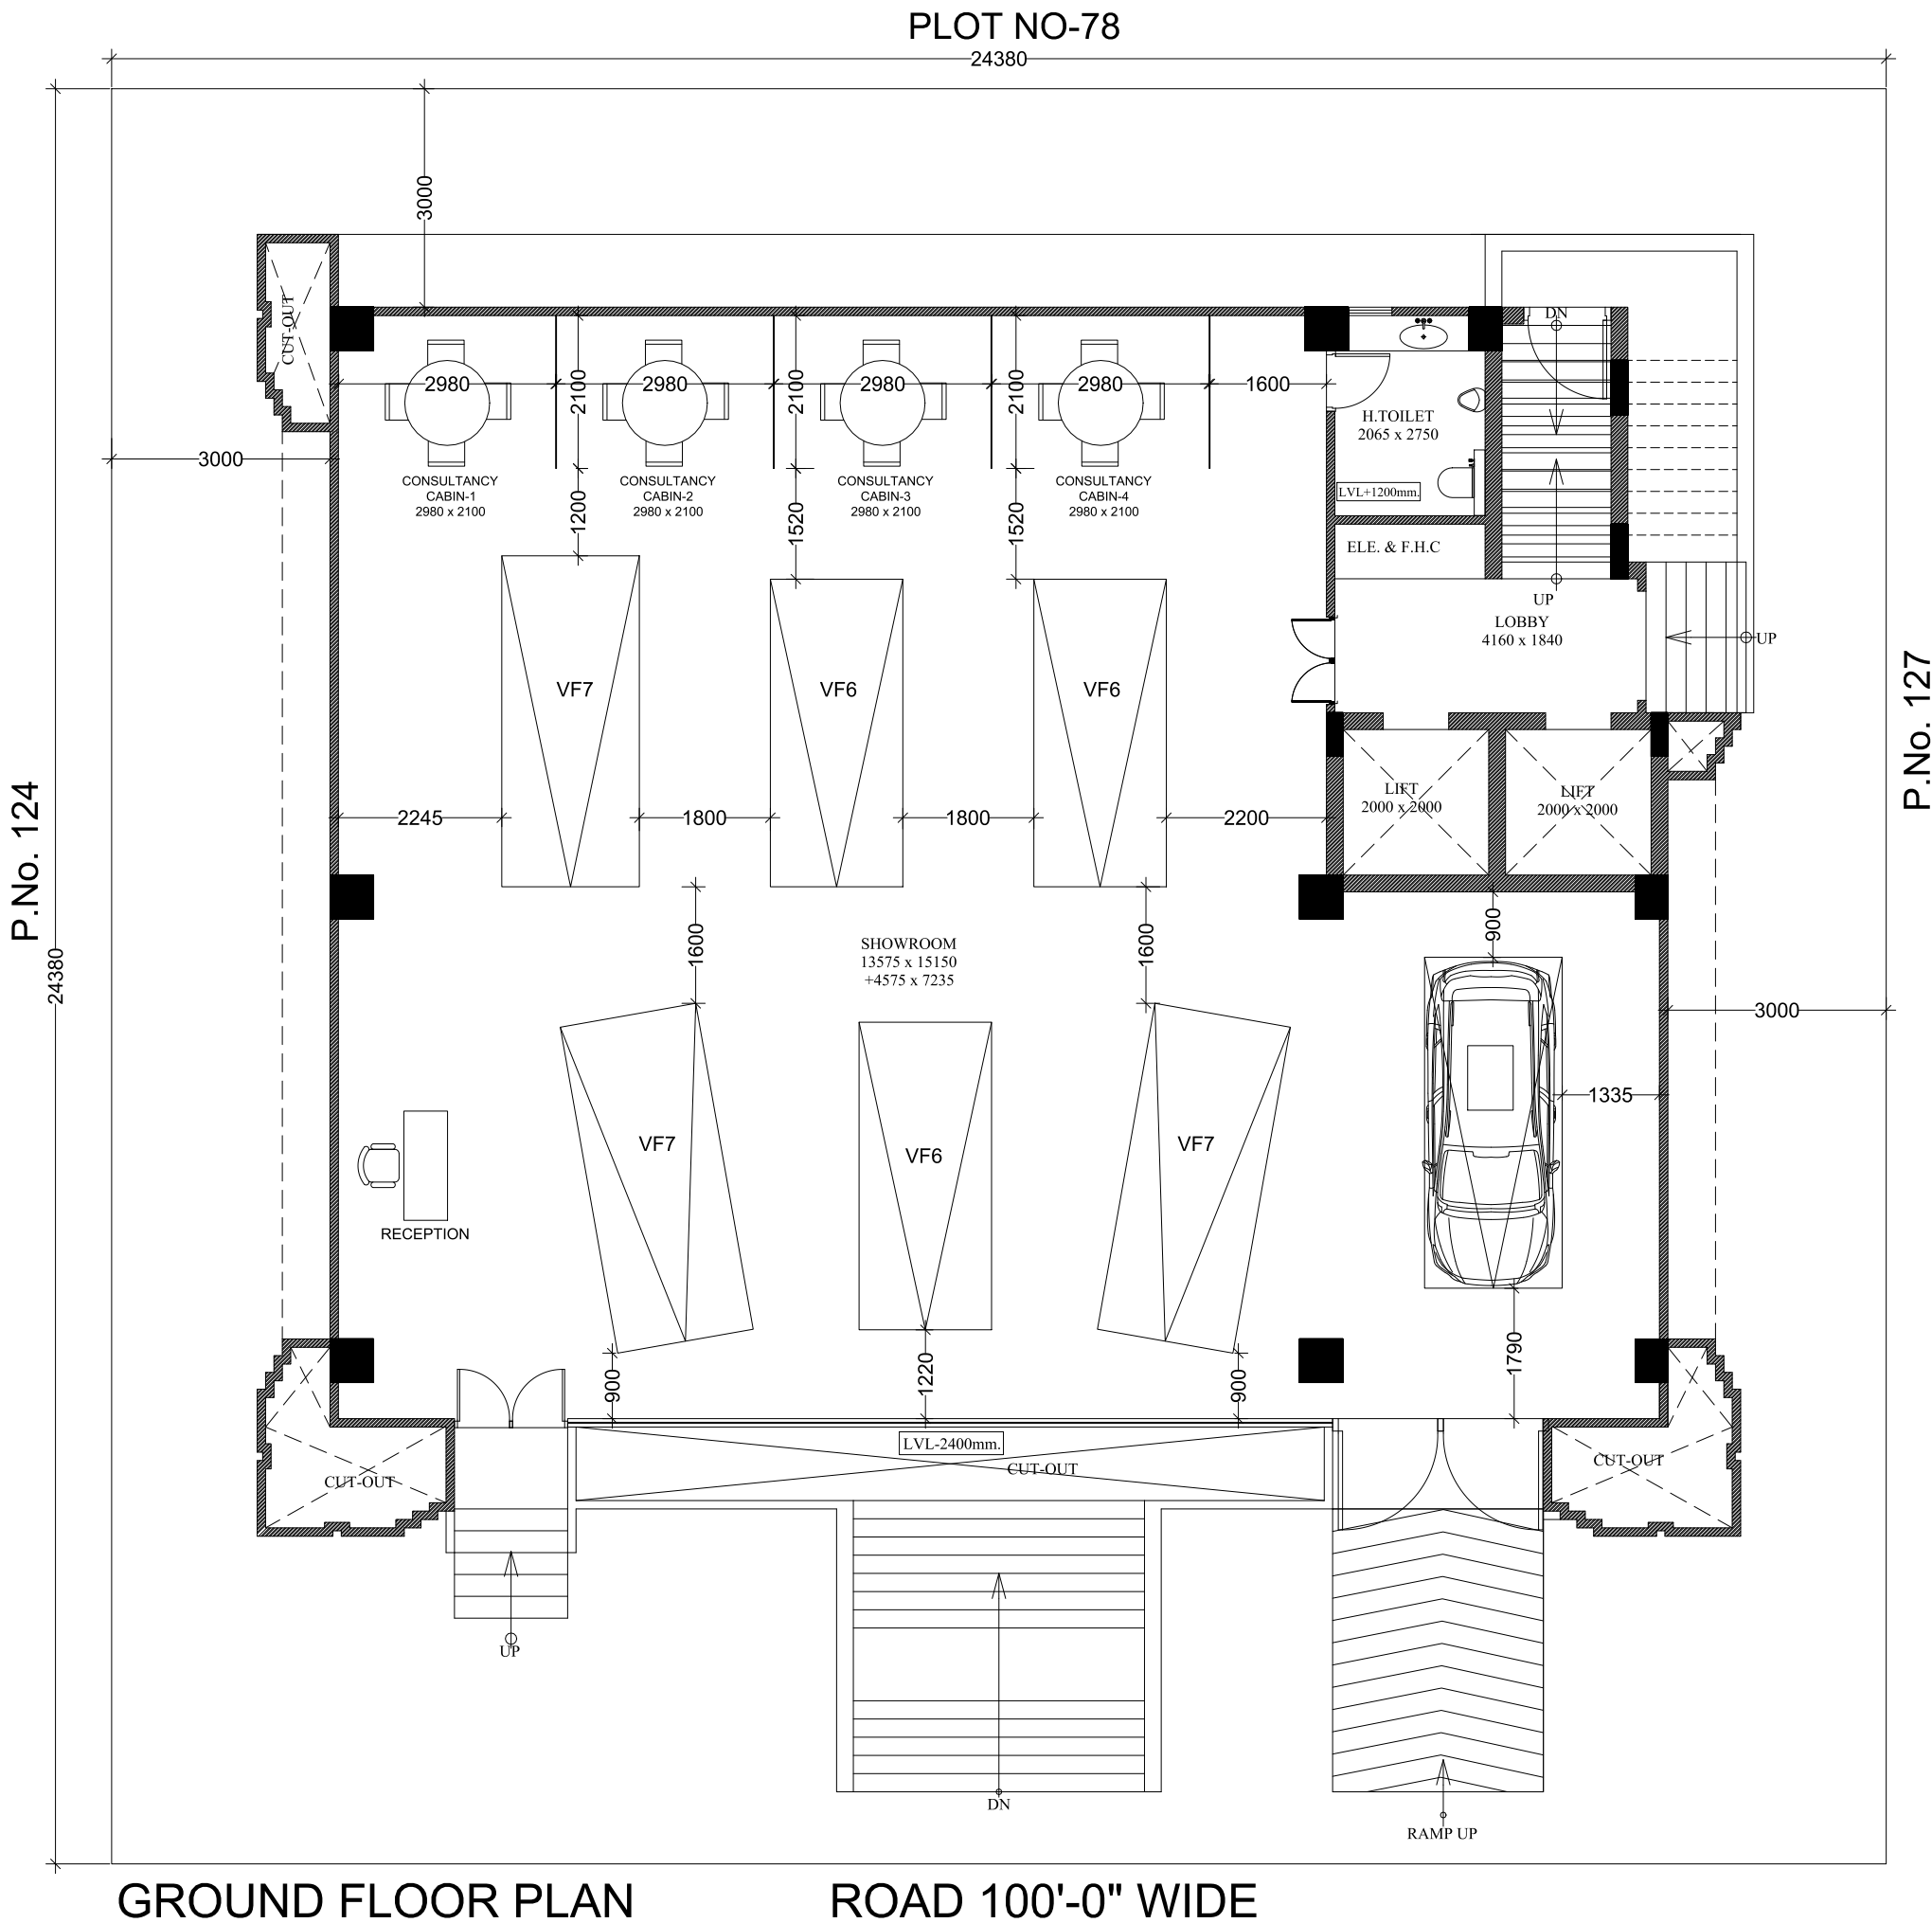 PLOT NO-78
24380
3000
CUT-OUT
DN
2980
2980
2980
2980
1600
2100
2100
2100
H.TOILET
2065 x 2750
3000
CONSULTANCY
CABIN-1
2980 x 2100
CONSULTANCY
CABIN-2
2980 x 2100
CONSULTANCY
CABIN-3
2980 x 2100
CONSULTANCY
CABIN-4
2980 x 2100
LVL+1200mm.
1200
1520
1520
ELE. & F.H.C
UP
LOBBY
4160 x 1840
UP
VF7
VF6
VF6
P.No. 127
P.No. 124
LIFT
2000 x 2000
LIFT
2000 x 2000
2245
1800
1800
2200
24380
1600
SHOWROOM
13575 x 15150
+4575 x 7235
1600
900
3000
1335
VF7
VF6
VF7
RECEPTION
900
1220
900
1790
LVL-2400mm.
CUT-OUT
CUT-OUT
CUT-OUT
UP
DN
RAMP UP
GROUND FLOOR PLAN
ROAD 100'-0" WIDE